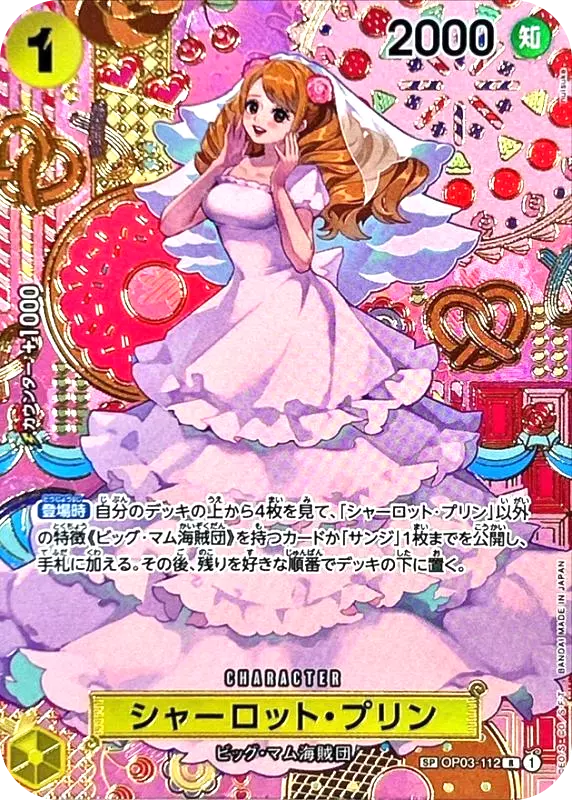 1
2000 知
カウンター+1000
登場時 自分のデッキの上から4枚を見て、「シャーロット・プリン」以外
の特徴《ビッグ・マム海賊団》を持つカードか「サンジ」1枚までを公開し、
手札に加える。その後、残りを好きな順番でデッキの下に置く。
CHARACTER
シャーロット・プリン
ビッグ・マム海賊団
SP OP03-112 R 1
BANDAI MADE IN JAPAN